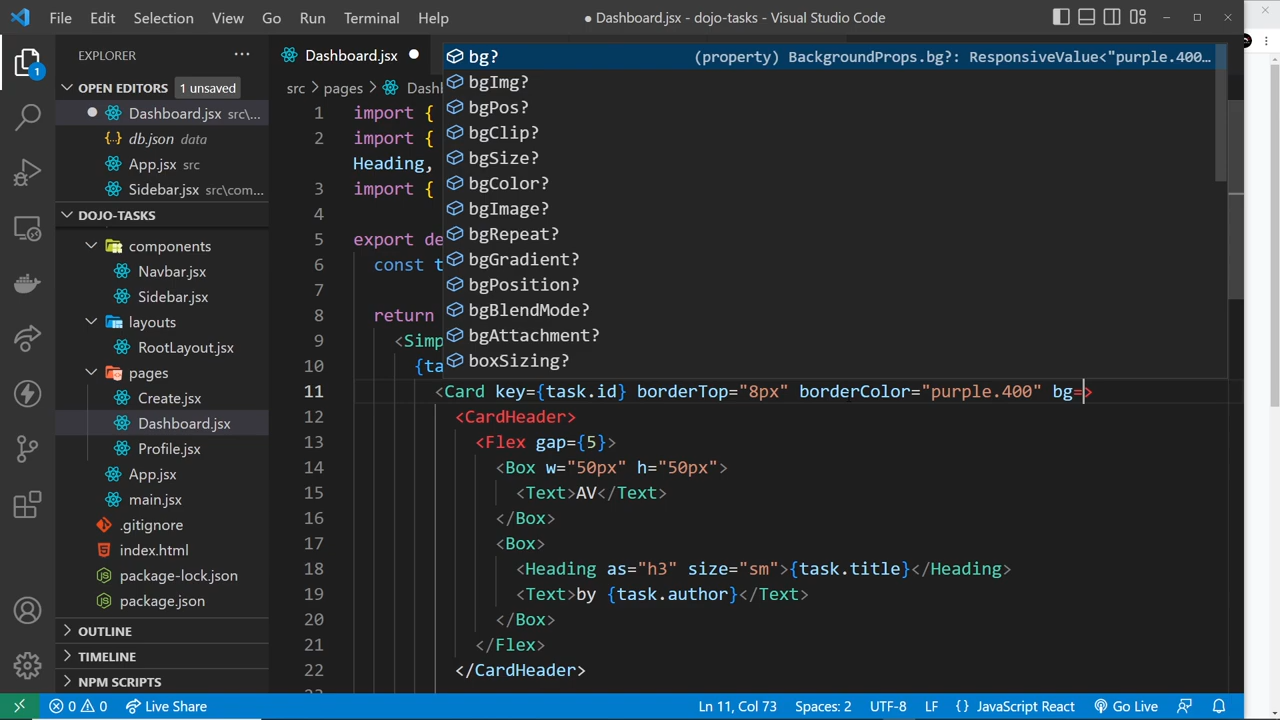 File Edit Selection View Go Run Terminal Help
● Dashboard.jsx - dojo-tasks - Visual Studio Code
EXPLORER ...
OPEN EDITORS 1 unsaved
Dashboard.jsx src\...
db.json data
App.jsx src
Sidebar.jsx src\com...
DOJO-TASKS
components
Navbar.jsx
Sidebar.jsx
layouts
RootLayout.jsx
pages
Create.jsx
Dashboard.jsx
Profile.jsx
App.jsx
main.jsx
.gitignore
index.html
package-lock.json
package.json
OUTLINE
TIMELINE
NPM SCRIPTS
1
Dashboard.jsx ●
src > pages > Dashb
1 import {
2 import {
Heading,
3 import {
4
5 export de
6 const t
7
8 return
9 <Simp
10 {ta
bg? (property) BackgroundProps.bg?: ResponsiveValue<"purple.400...
bgImg?
bgPos?
bgClip?
bgSize?
bgColor?
bgImage?
bgRepeat?
bgGradient?
bgPosition?
bgBlendMode?
bgAttachment?
boxSizing?
11 <Card key={task.id} borderTop="8px" borderColor="purple.400" bg=>
12 <CardHeader>
13 <Flex gap={5}>
14 <Box w="50px" h="50px">
15 <Text>AV</Text>
16 </Box>
17 <Box>
18 <Heading as="h3" size="sm">{task.title}</Heading>
19 <Text>by {task.author}</Text>
20 </Box>
21 </Flex>
22 </CardHeader>
0 0 Live Share Ln 11, Col 73 Spaces: 2 UTF-8 LF {} JavaScript React Go Live